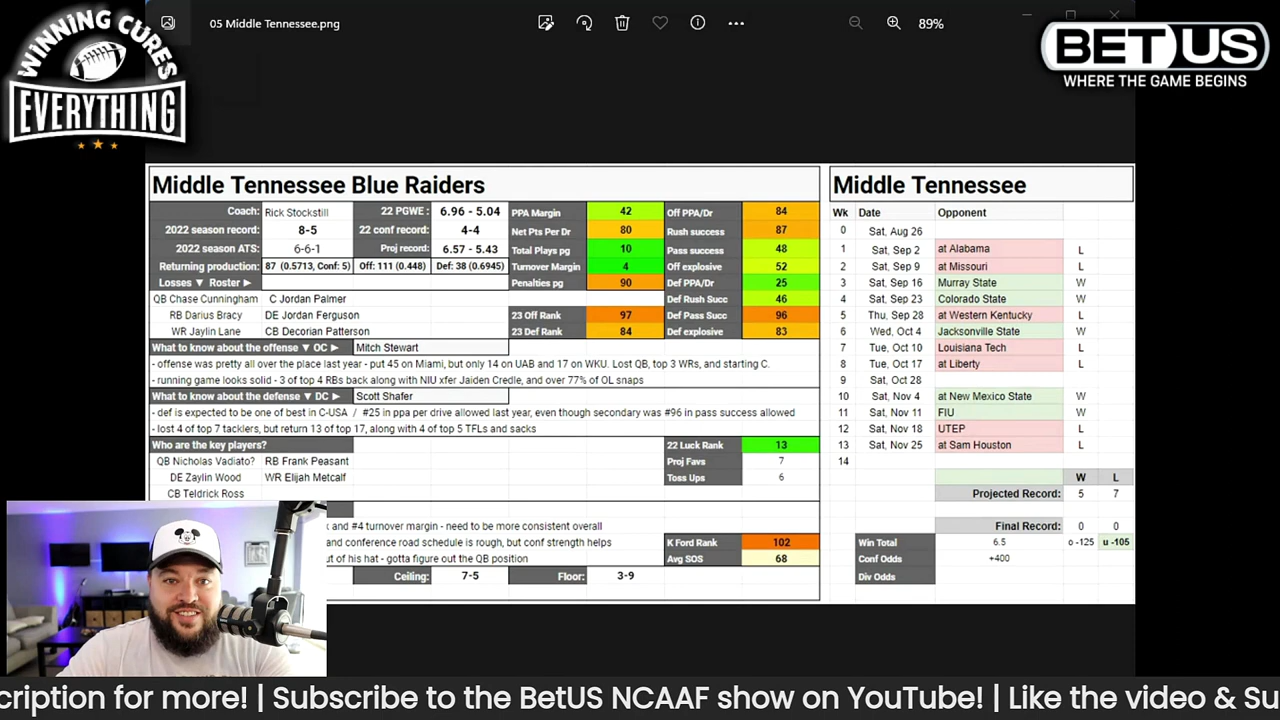 05 Middle Tennessee.png
89%
WINNING CURES
EVERYTHING
BETUS
WHERE THE GAME BEGINS
Middle Tennessee Blue Raiders
Coach: Rick Stockstill 22 PGWE : 6.96 - 5.04 PPA Margin 42 Off PPA/Dr 84
2022 season record: 8-5 22 conf record: 4-4 Net Pts Per Dr 80 Rush success 87
2022 season ATS: 6-6-1 Proj record: 6.57 - 5.43 Total Plays pg 10 Pass success 48
Returning production: 87 (0.5713, Conf: 5) Off: 111 (0.448) Def: 38 (0.6945) Turnover Margin 4 Off explosive 52
Losses ▼ Roster ► Penalties pg 90 Def PPA/Dr 25
QB Chase Cunningham C Jordan Palmer Def Rush Succ 46
RB Darius Bracy DE Jordan Ferguson 23 Off Rank 97 Def Pass Succ 96
WR Jaylin Lane CB Decorian Patterson 23 Def Rank 84 Def explosive 83
What to know about the offense ▼ OC ► Mitch Stewart
- offense was pretty all over the place last year - put 45 on Miami, but only 14 on UAB and 17 on WKU. Lost QB, top 3 WRs, and starting C.
- running game looks solid - 3 of top 4 RBs back along with NIU xfer Jaiden Credle, and over 77% of OL snaps
What to know about the defense ▼ DC ► Scott Shafer
- def is expected to be one of best in C-USA / #25 in ppa per drive allowed last year, even though secondary was #96 in pass success allowed
- lost 4 of top 7 tacklers, but return 13 of top 17, along with 4 of top 5 TFLs and sacks
Who are the key players? 22 Luck Rank 13
QB Nicholas Vadiato? RB Frank Peasant Proj Favs 7
DE Zaylin Wood WR Elijah Metcalf Toss Ups 6
CB Teldrick Ross
and #4 turnover margin - need to be more consistent overall
and conference road schedule is rough, but conf strength helps K Ford Rank 102
ut of his hat - gotta figure out the QB position Avg SOS 68
Ceiling: 7-5 Floor: 3-9
Middle Tennessee
Wk Date Opponent
0 Sat, Aug 26
1 Sat, Sep 2 at Alabama L
2 Sat, Sep 9 at Missouri L
3 Sat, Sep 16 Murray State W
4 Sat, Sep 23 Colorado State W
5 Thu, Sep 28 at Western Kentucky L
6 Wed, Oct 4 Jacksonville State W
7 Tue, Oct 10 Louisiana Tech L
8 Tue, Oct 17 at Liberty L
9 Sat, Oct 28
10 Sat, Nov 4 at New Mexico State W
11 Sat, Nov 11 FIU W
12 Sat, Nov 18 UTEP L
13 Sat, Nov 25 at Sam Houston L
14
W L
Projected Record: 5 7
Final Record: 0 0
Win Total 6.5 o -125 u -105
Conf Odds +400
Div Odds
cription for more! | Subscribe to the BetUS NCAAF show on YouTube! | Like the video & Su